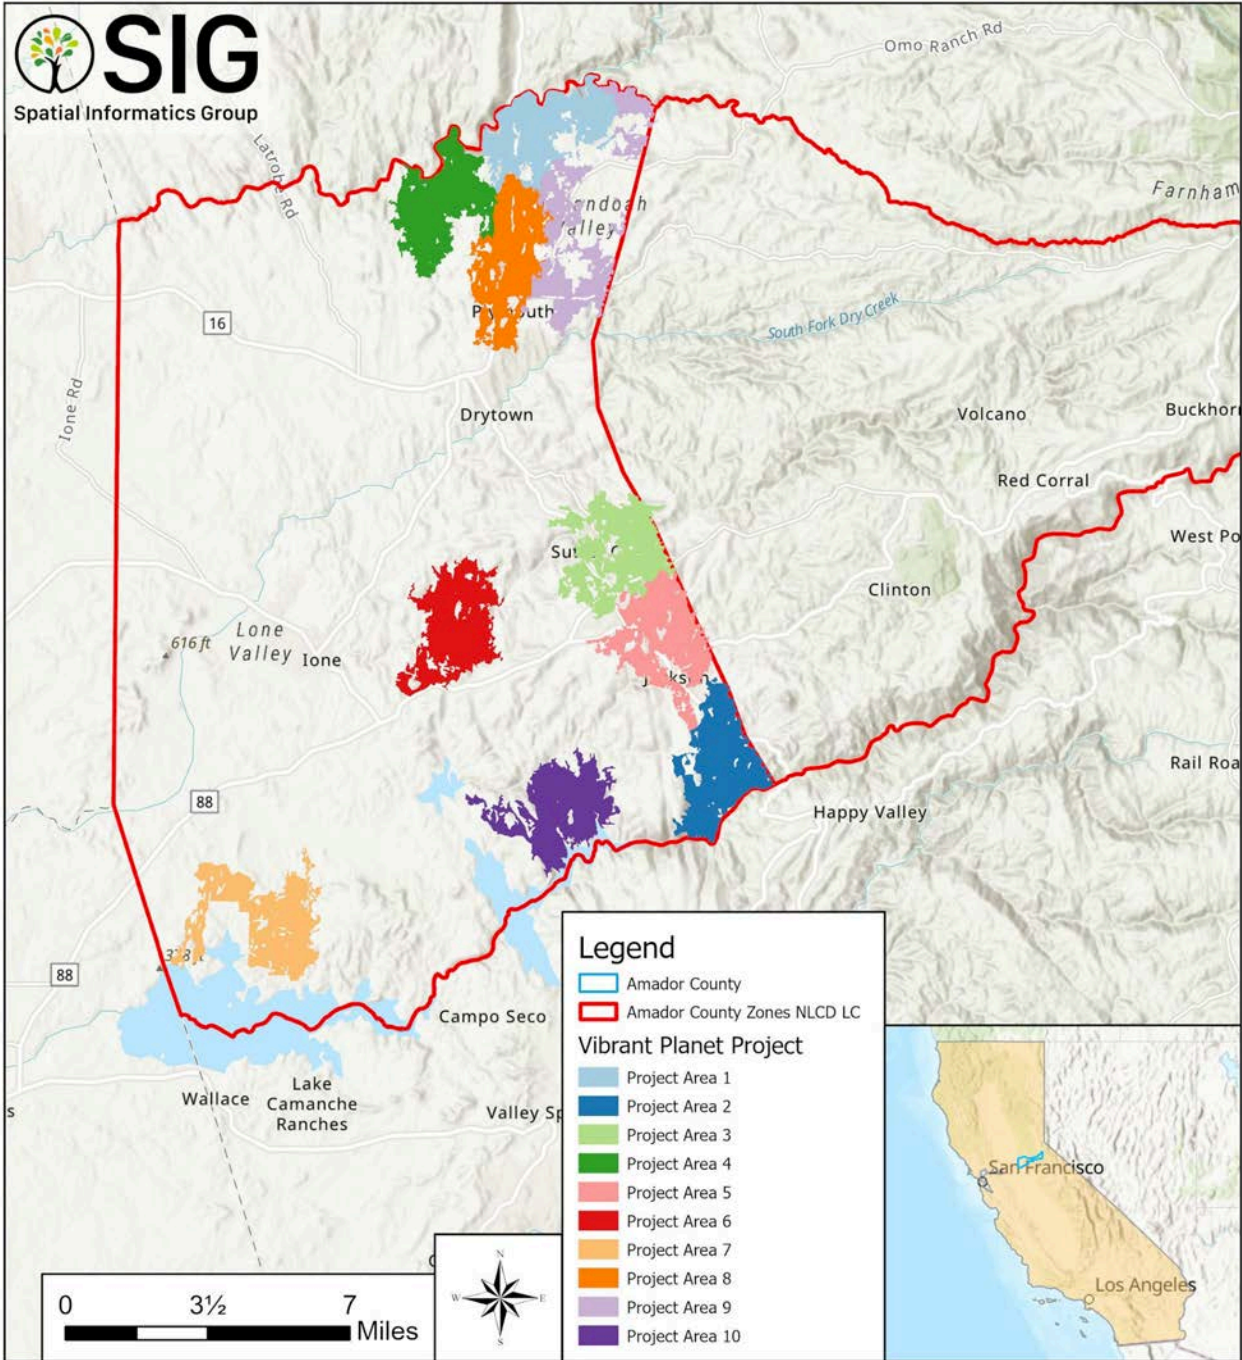 SIG
Spatial Informatics Group
Omo Ranch Rd
Latrobe Rd
Farnham
Valley
16
Plymouth
South Fork Dry Creek
Ione Rd
Drytown
Volcano
Buckhorn
Red Corral
West Po
Clinton
616 ft
Lone
Valley
Ione
Jackson
Rail Roa
88
Happy Valley
88
Campo Seco
Wallace
Lake
Camanche
Ranches
Valley Sp
s
Legend
Amador County
Amador County Zones NLCD LC
Vibrant Planet Project
Project Area 1
Project Area 2
Project Area 3
Project Area 4
Project Area 5
Project Area 6
Project Area 7
Project Area 8
Project Area 9
Project Area 10
San Francisco
Los Angeles
N
W
E
S
0
3½
7
Miles